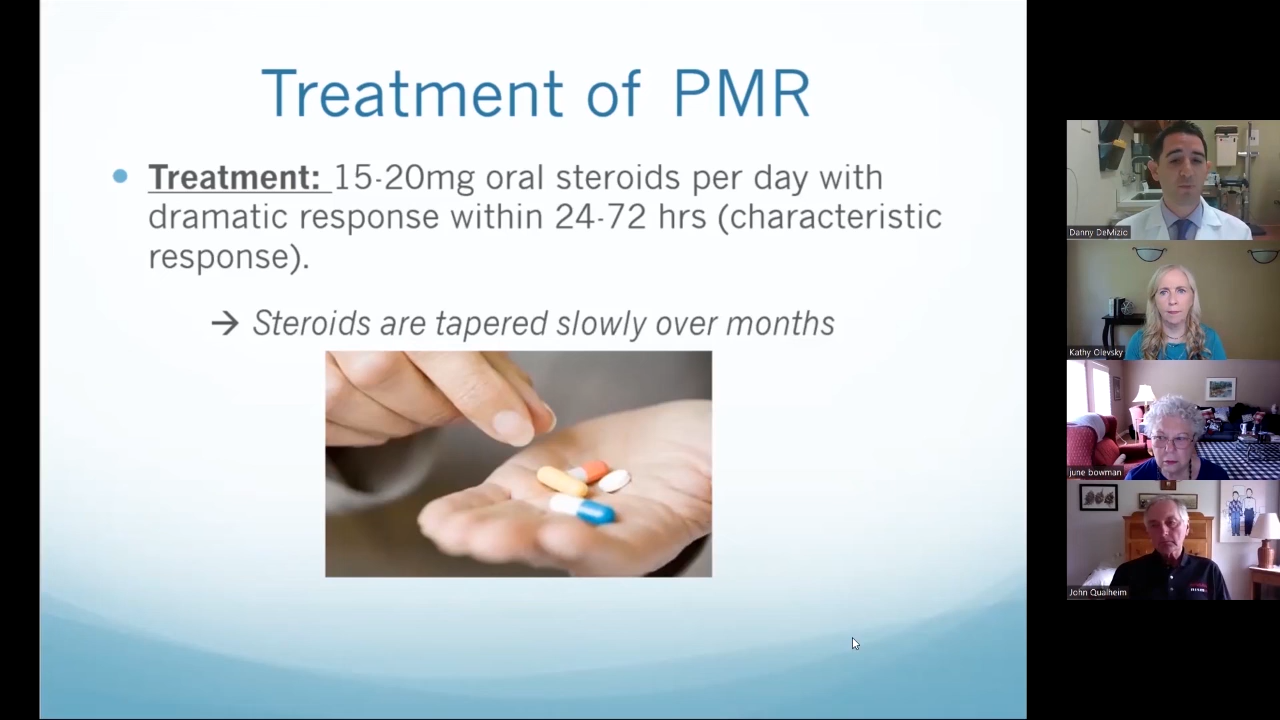 Treatment of PMR
• Treatment: 15-20mg oral steroids per day with
dramatic response within 24-72 hrs (characteristic
response).
→ Steroids are tapered slowly over months
Danny DeMizic
Kathy Olevsky
june bowman
John Qualheim